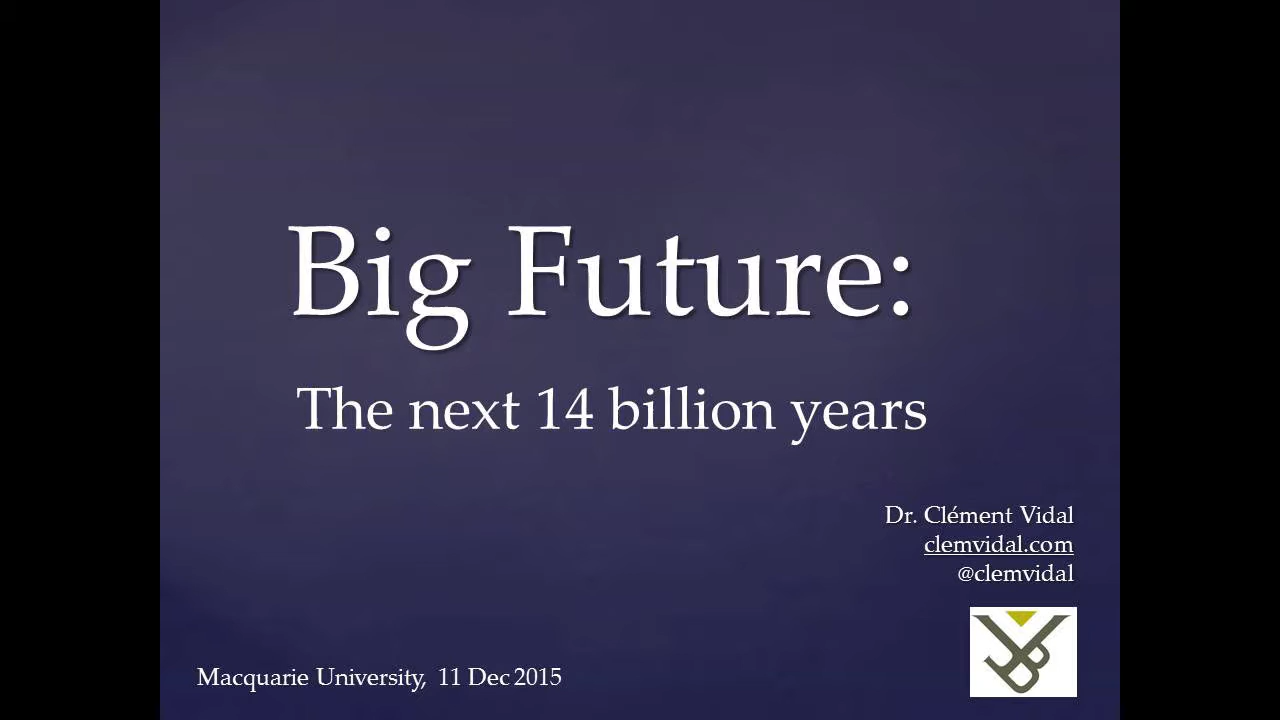 Big Future:
The next 14 billion years
Dr. Clément Vidal
clemvidal.com
@clemvidal
Macquarie University, 11 Dec 2015